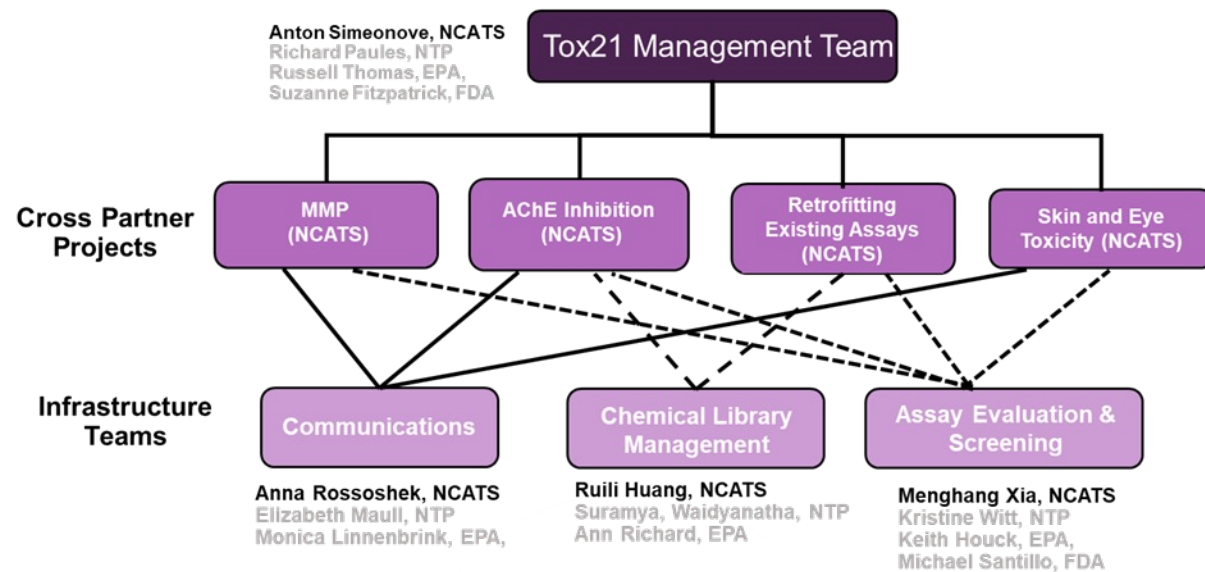 Anton Simeonove, NCATS
Richard Paules, NTP
Russell Thomas, EPA,
Suzanne Fitzpatrick, FDA
Tox21 Management Team
Cross Partner
Projects
MMP
(NCATS)
AChE Inhibition
(NCATS)
Retrofitting
Existing Assays
(NCATS)
Skin and Eye
Toxicity (NCATS)
Infrastructure
Teams
Communications
Chemical Library
Management
Assay Evaluation &
Screening
Anna Rossoshek, NCATS
Elizabeth Maull, NTP
Monica Linnenbrink, EPA,
Ruili Huang, NCATS
Suramya, Waidyanatha, NTP
Ann Richard, EPA
Menghang Xia, NCATS
Kristine Witt, NTP
Keith Houck, EPA,
Michael Santillo, FDA